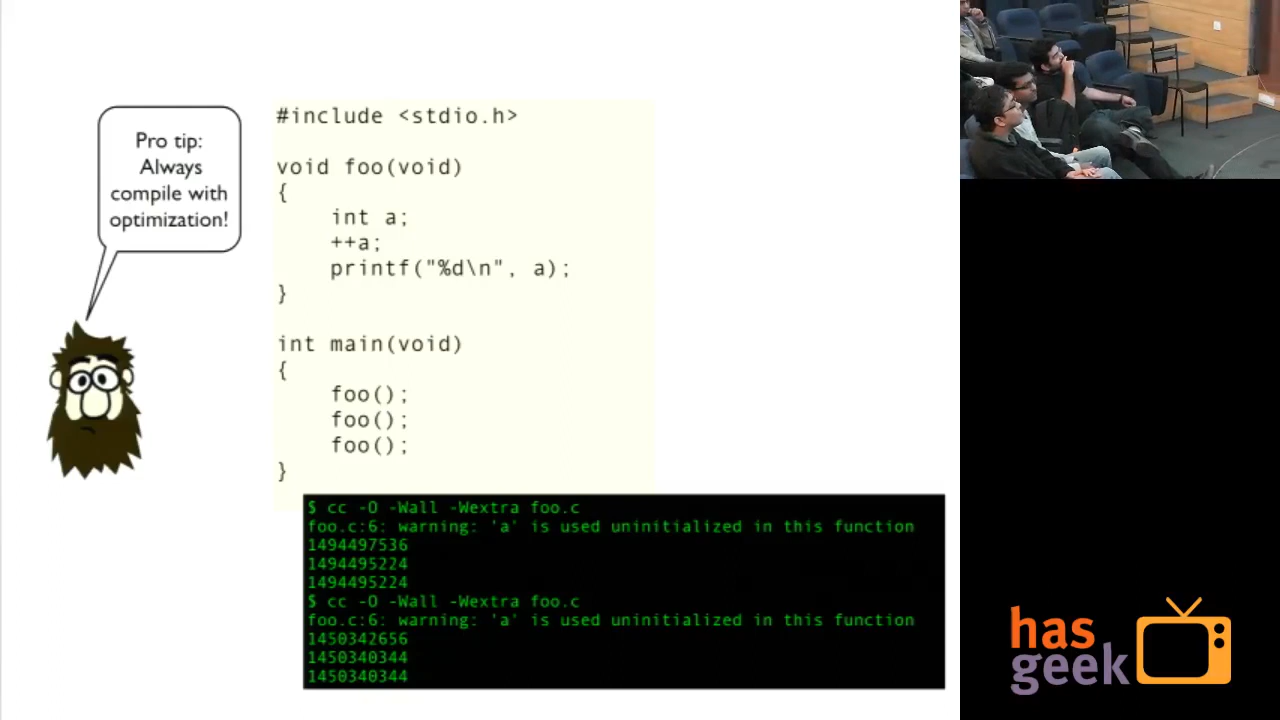 Pro tip:
Always
compile with
optimization!
#include <stdio.h>
void foo(void)
{
int a;
++a;
printf("%d\n", a);
}
int main(void)
{
foo();
foo();
foo();
}
$ cc -O -Wall -Wextra foo.c
foo.c:6: warning: 'a' is used uninitialized in this function
1494497536
1494495224
1494495224
$ cc -O -Wall -Wextra foo.c
foo.c:6: warning: 'a' is used uninitialized in this function
1450342656
1450340344
1450340344
has
geek